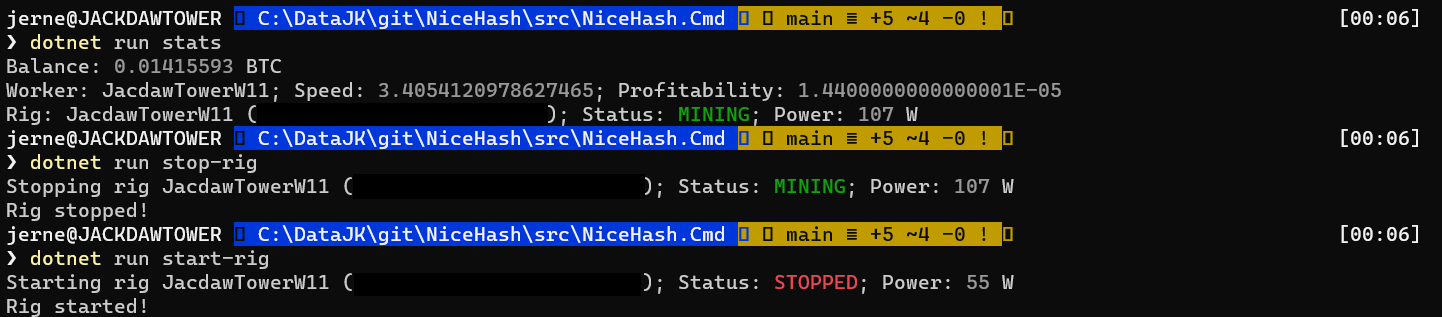 jerne@JACKDAWTOWER C:\DataJK\git\NiceHash\src\NiceHash.Cmd main ≡ +5 ~4 -0 ! [00:06]
❯ dotnet run stats
Balance: 0.01415593 BTC
Worker: JacdawTowerW11; Speed: 3.4054120978627465; Profitability: 1.4400000000000001E-05
Rig: JacdawTowerW11 ( ); Status: MINING; Power: 107 W
jerne@JACKDAWTOWER C:\DataJK\git\NiceHash\src\NiceHash.Cmd main ≡ +5 ~4 -0 ! [00:06]
❯ dotnet run stop-rig
Stopping rig JacdawTowerW11 ( ); Status: MINING; Power: 107 W
Rig stopped!
jerne@JACKDAWTOWER C:\DataJK\git\NiceHash\src\NiceHash.Cmd main ≡ +5 ~4 -0 ! [00:06]
❯ dotnet run start-rig
Starting rig JacdawTowerW11 ( ); Status: STOPPED; Power: 55 W
Rig started!